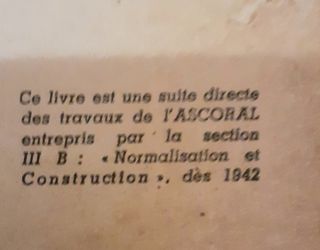 Ce livre est une suite directe
des travaux de l'ASCORAL
entrepris par la section
III B : « Normalisation et
Construction », dès 1942